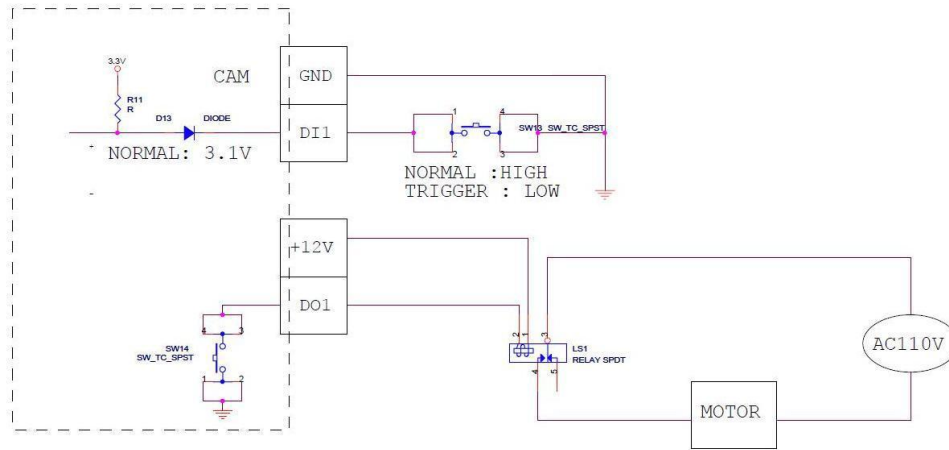 3.3V
R11
R
CAM
GND
D13 DIODE
DI1
NORMAL: 3.1V
+
-
1 4
SW13 SW_TC_SPST
2 3
NORMAL :HIGH
TRIGGER : LOW
+12V
DO1
4 3
SW14
SW_TC_SPST
1 2
2 1 3
LS1
RELAY SPDT
4 5
AC110V
MOTOR